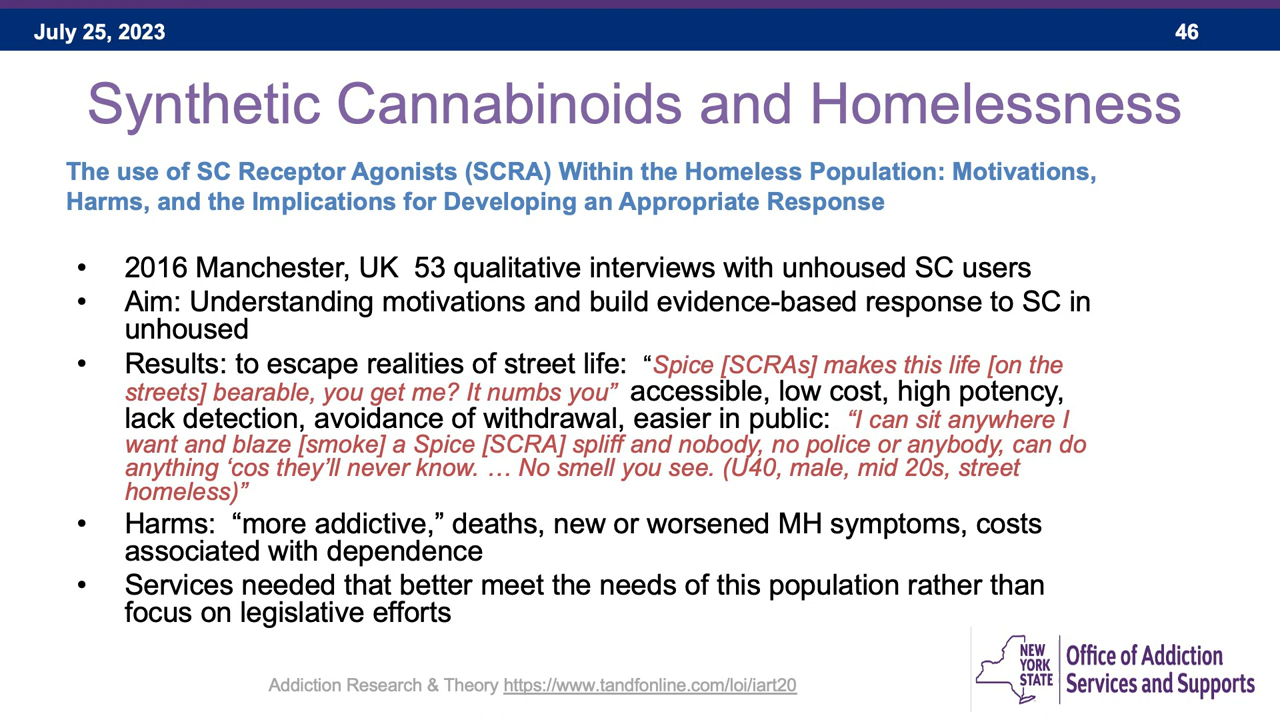 July 25, 2023
46
Synthetic Cannabinoids and Homelessness
The use of SC Receptor Agonists (SCRA) Within the Homeless Population: Motivations,
Harms, and the Implications for Developing an Appropriate Response
• 2016 Manchester, UK  53 qualitative interviews with unhoused SC users
• Aim: Understanding motivations and build evidence-based response to SC in
unhoused
• Results: to escape realities of street life:  “Spice [SCRAs] makes this life [on the
streets] bearable, you get me? It numbs you”  accessible, low cost, high potency,
lack detection, avoidance of withdrawal, easier in public:  “I can sit anywhere I
want and blaze [smoke] a Spice [SCRA] spliff and nobody, no police or anybody, can do
anything ‘cos they’ll never know. … No smell you see. (U40, male, mid 20s, street
homeless)”
• Harms:  “more addictive,” deaths, new or worsened MH symptoms, costs
associated with dependence
• Services needed that better meet the needs of this population rather than
focus on legislative efforts
Addiction Research & Theory https://www.tandfonline.com/loi/iart20
NEW
YORK
STATE
Office of Addiction
Services and Supports